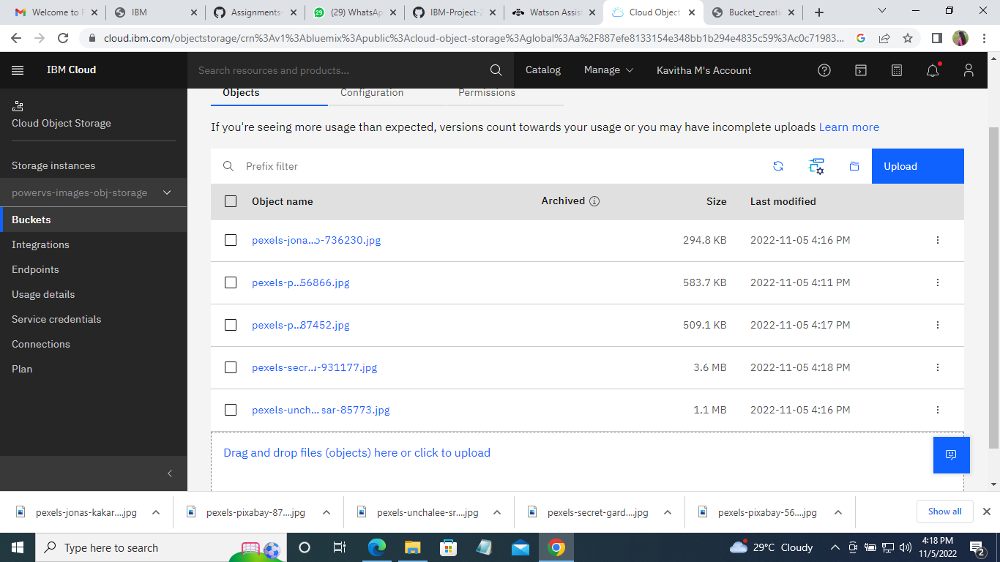 Welcome to P
IBM
Assignments-
(29) WhatsAp
IBM-Project-2
Watson Assist
Cloud Object
Bucket_creati
cloud.ibm.com/objectstorage/crn%3Av1%3Abluemix%3Apublic%3Acloud-object-storage%3Aglobal%3Aa%2F887efe8133154e348bb1b294e4835c59%3Ac0c71983...
IBM Cloud
Search resources and products...
Catalog
Manage
Kavitha M's Account
Cloud Object Storage
Storage instances
powervs-images-obj-storage
Buckets
Integrations
Endpoints
Usage details
Service credentials
Connections
Plan
Objects
Configuration
Permissions
If you're seeing more usage than expected, versions count towards your usage or you may have incomplete uploads Learn more
Prefix filter
Upload
Object name Archived Size Last modified
pexels-jona...o-736230.jpg 294.8 KB 2022-11-05 4:16 PM
pexels-p...56866.jpg 583.7 KB 2022-11-05 4:11 PM
pexels-p...87452.jpg 509.1 KB 2022-11-05 4:17 PM
pexels-secr...-931177.jpg 3.6 MB 2022-11-05 4:18 PM
pexels-unch... sar-85773.jpg 1.1 MB 2022-11-05 4:16 PM
Drag and drop files (objects) here or click to upload
pexels-jonas-kakar....jpg
pexels-pixabay-87....jpg
pexels-unchalee-sr....jpg
pexels-secret-gard....jpg
pexels-pixabay-56....jpg
Show all
Type here to search
29°C Cloudy
4:18 PM
11/5/2022
2